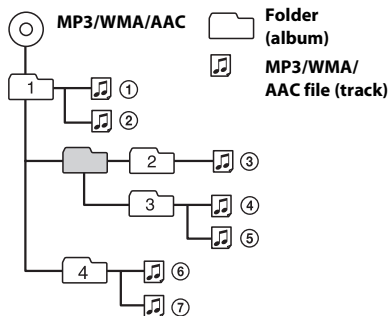 MP3/WMA/AAC
Folder
(album)
MP3/WMA/
AAC file (track)
1
①
②
2
③
3
④
⑤
4
⑥
⑦